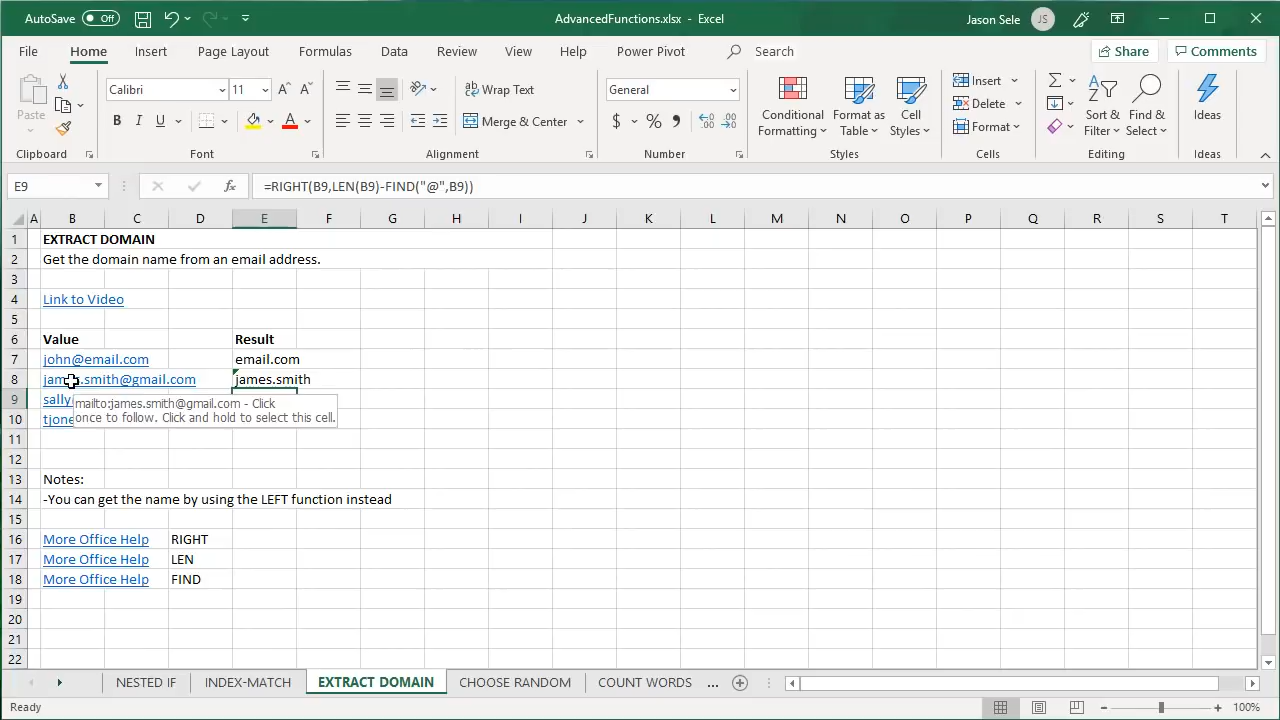 AutoSave Off AdvancedFunctions.xlsx - Excel Jason Sele JS
File Home Insert Page Layout Formulas Data Review View Help Power Pivot Search Share Comments
Paste Calibri 11 B I U A Wrap Text Merge & Center General $ % Conditional Formatting Format as Table Cell Styles Insert Delete Format Sort & Filter Find & Select Ideas
Clipboard Font Alignment Number Styles Cells Editing Ideas
E9 fx =RIGHT(B9,LEN(B9)-FIND("@",B9))
A B C D E F G H I J K L M N O P Q R S T
1 EXTRACT DOMAIN
2 Get the domain name from an email address.
3
4 Link to Video
5
6 Value Result
7 john@email.com email.com
8 smith@gmail.com james.smith
9 sally
mailto:james.smith@gmail.com - Click
once to follow. Click and hold to select this cell.
10 tjone
11
12
13 Notes:
14 -You can get the name by using the LEFT function instead
15
16 More Office Help RIGHT
17 More Office Help LEN
18 More Office Help FIND
19
20
21
22
NESTED IF INDEX-MATCH EXTRACT DOMAIN CHOOSE RANDOM COUNT WORDS ...
Ready 100%